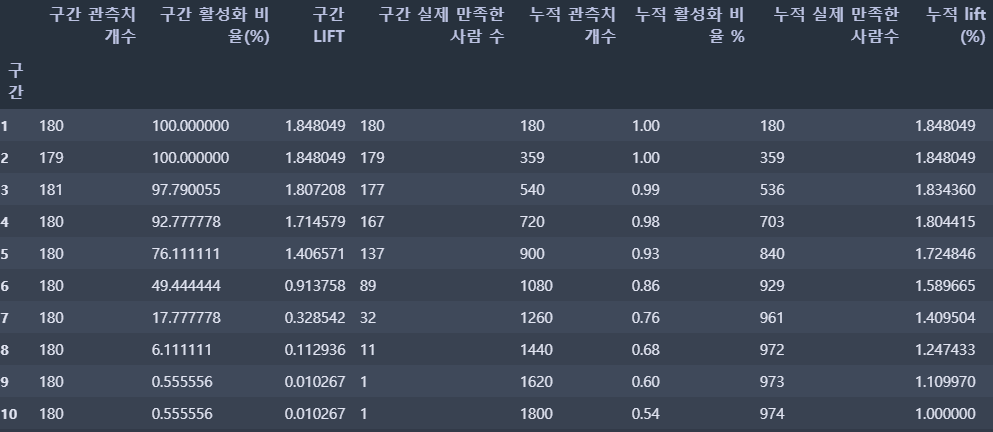 구간 관측치 개수 구간 활성화 비율(%) 구간 LIFT 구간 실제 만족한 사람 수 누적 관측치 개수 누적 활성화 비율 % 누적 실제 만족한 사람수 누적 lift (%)
구간
1 180 100.000000 1.848049 180 180 1.00 180 1.848049
2 179 100.000000 1.848049 179 359 1.00 359 1.848049
3 181 97.790055 1.807208 177 540 0.99 536 1.834360
4 180 92.777778 1.714579 167 720 0.98 703 1.804415
5 180 76.111111 1.406571 137 900 0.93 840 1.724846
6 180 49.444444 0.913758 89 1080 0.86 929 1.589665
7 180 17.777778 0.328542 32 1260 0.76 961 1.409504
8 180 6.111111 0.112936 11 1440 0.68 972 1.247433
9 180 0.555556 0.010267 1 1620 0.60 973 1.109970
10 180 0.555556 0.010267 1 1800 0.54 974 1.000000